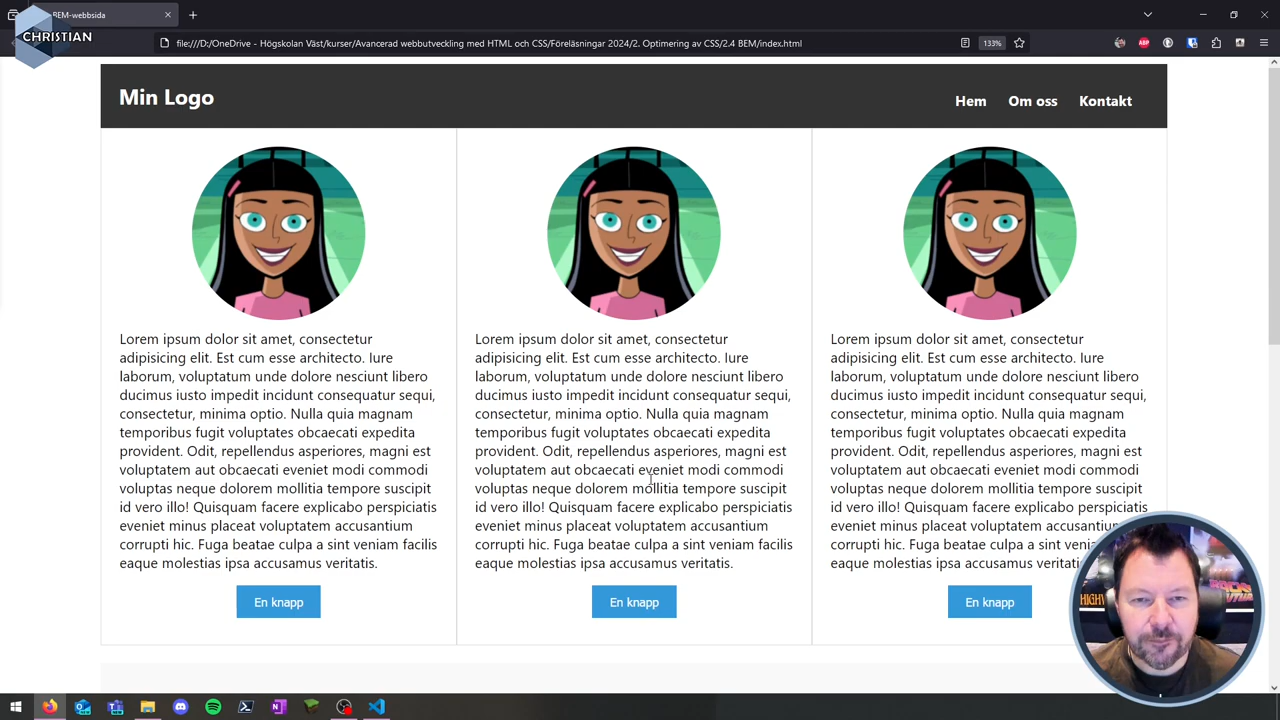 BEM-webbsida
CHRISTIAN
file:///D:/OneDrive - Högskolan Väst/kurser/Avancerad webbutveckling med HTML och CSS/Föreläsningar 2024/2. Optimering av CSS/2.4 BEM/index.html
133%
ABP
Min Logo
Hem Om oss Kontakt
Lorem ipsum dolor sit amet, consectetur
adipisicing elit. Est cum esse architecto. Iure
laborum, voluptatum unde dolore nesciunt libero
ducimus iusto impedit incidunt consequatur sequi,
consectetur, minima optio. Nulla quia magnam
temporibus fugit voluptates obcaecati expedita
provident. Odit, repellendus asperiores, magni est
voluptatem aut obcaecati eveniet modi commodi
voluptas neque dolorem mollitia tempore suscipit
id vero illo! Quisquam facere explicabo perspiciatis
eveniet minus placeat voluptatem accusantium
corrupti hic. Fuga beatae culpa a sint veniam facilis
eaque molestias ipsa accusamus veritatis.
En knapp
Lorem ipsum dolor sit amet, consectetur
adipisicing elit. Est cum esse architecto. Iure
laborum, voluptatum unde dolore nesciunt libero
ducimus iusto impedit incidunt consequatur sequi,
consectetur, minima optio. Nulla quia magnam
temporibus fugit voluptates obcaecati expedita
provident. Odit, repellendus asperiores, magni est
voluptatem aut obcaecati eveniet modi commodi
voluptas neque dolorem mollitia tempore suscipit
id vero illo! Quisquam facere explicabo perspiciatis
eveniet minus placeat voluptatem accusantium
corrupti hic. Fuga beatae culpa a sint veniam facilis
eaque molestias ipsa accusamus veritatis.
En knapp
Lorem ipsum dolor sit amet, consectetur
adipisicing elit. Est cum esse architecto. Iure
laborum, voluptatum unde dolore nesciunt libero
ducimus iusto impedit incidunt consequatur sequi,
consectetur, minima optio. Nulla quia magnam
temporibus fugit voluptates obcaecati expedita
provident. Odit, repellendus asperiores, magni est
voluptatem aut obcaecati eveniet modi commodi
voluptas neque dolorem mollitia tempore suscipit
id vero illo! Quisquam facere explicabo perspiciatis
eveniet minus placeat voluptatem
corrupti hic. Fuga beatae culpa a sint
eaque molestias ipsa accusamus
En knapp